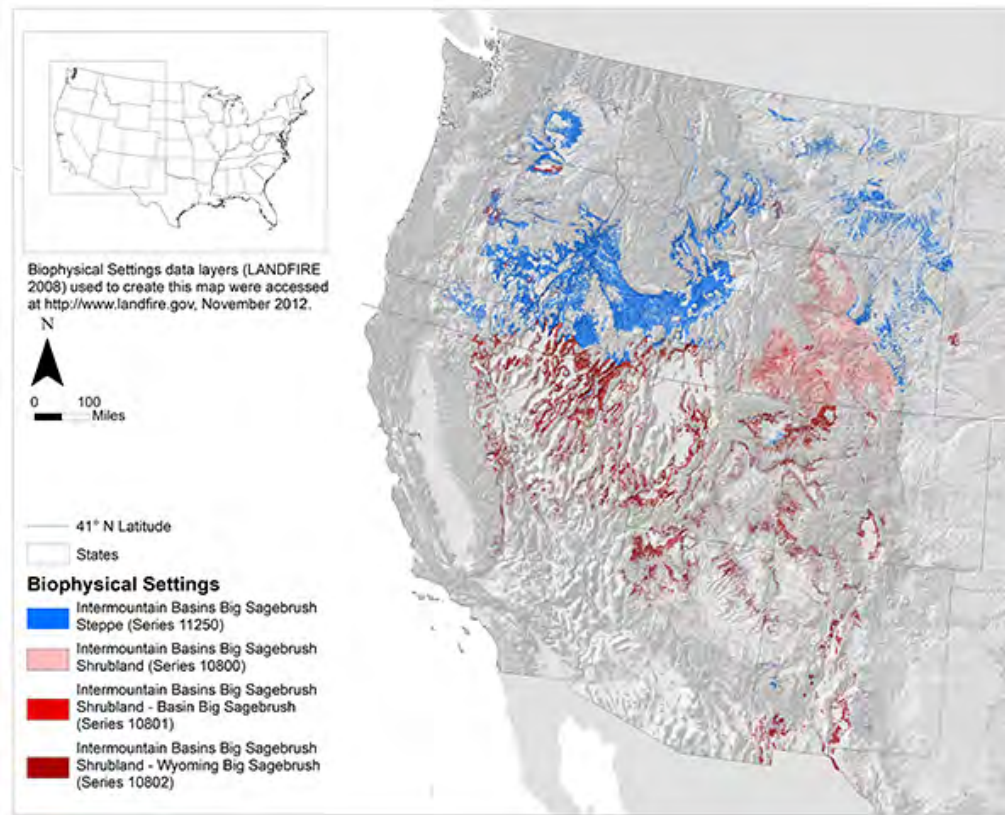 Biophysical Settings data layers (LANDFIRE
2008) used to create this map were accessed
at http://www.landfire.gov, November 2012.
N
0 100
Miles
41° N Latitude
States
Biophysical Settings
Intermountain Basins Big Sagebrush
Steppe (Series 11250)
Intermountain Basins Big Sagebrush
Shrubland (Series 10800)
Intermountain Basins Big Sagebrush
Shrubland - Basin Big Sagebrush
(Series 10801)
Intermountain Basins Big Sagebrush
Shrubland - Wyoming Big Sagebrush
(Series 10802)